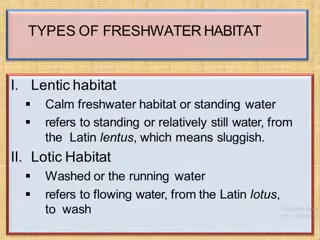 TYPES OF FRESHWATER HABITAT
I. Lentic habitat
▪ Calm freshwater habitat or standing water
▪ refers to standing or relatively still water, from
the Latin lentus, which means sluggish.
II. Lotic Habitat
▪ Washed or the running water
▪ refers to flowing water, from the Latin lotus,
to wash